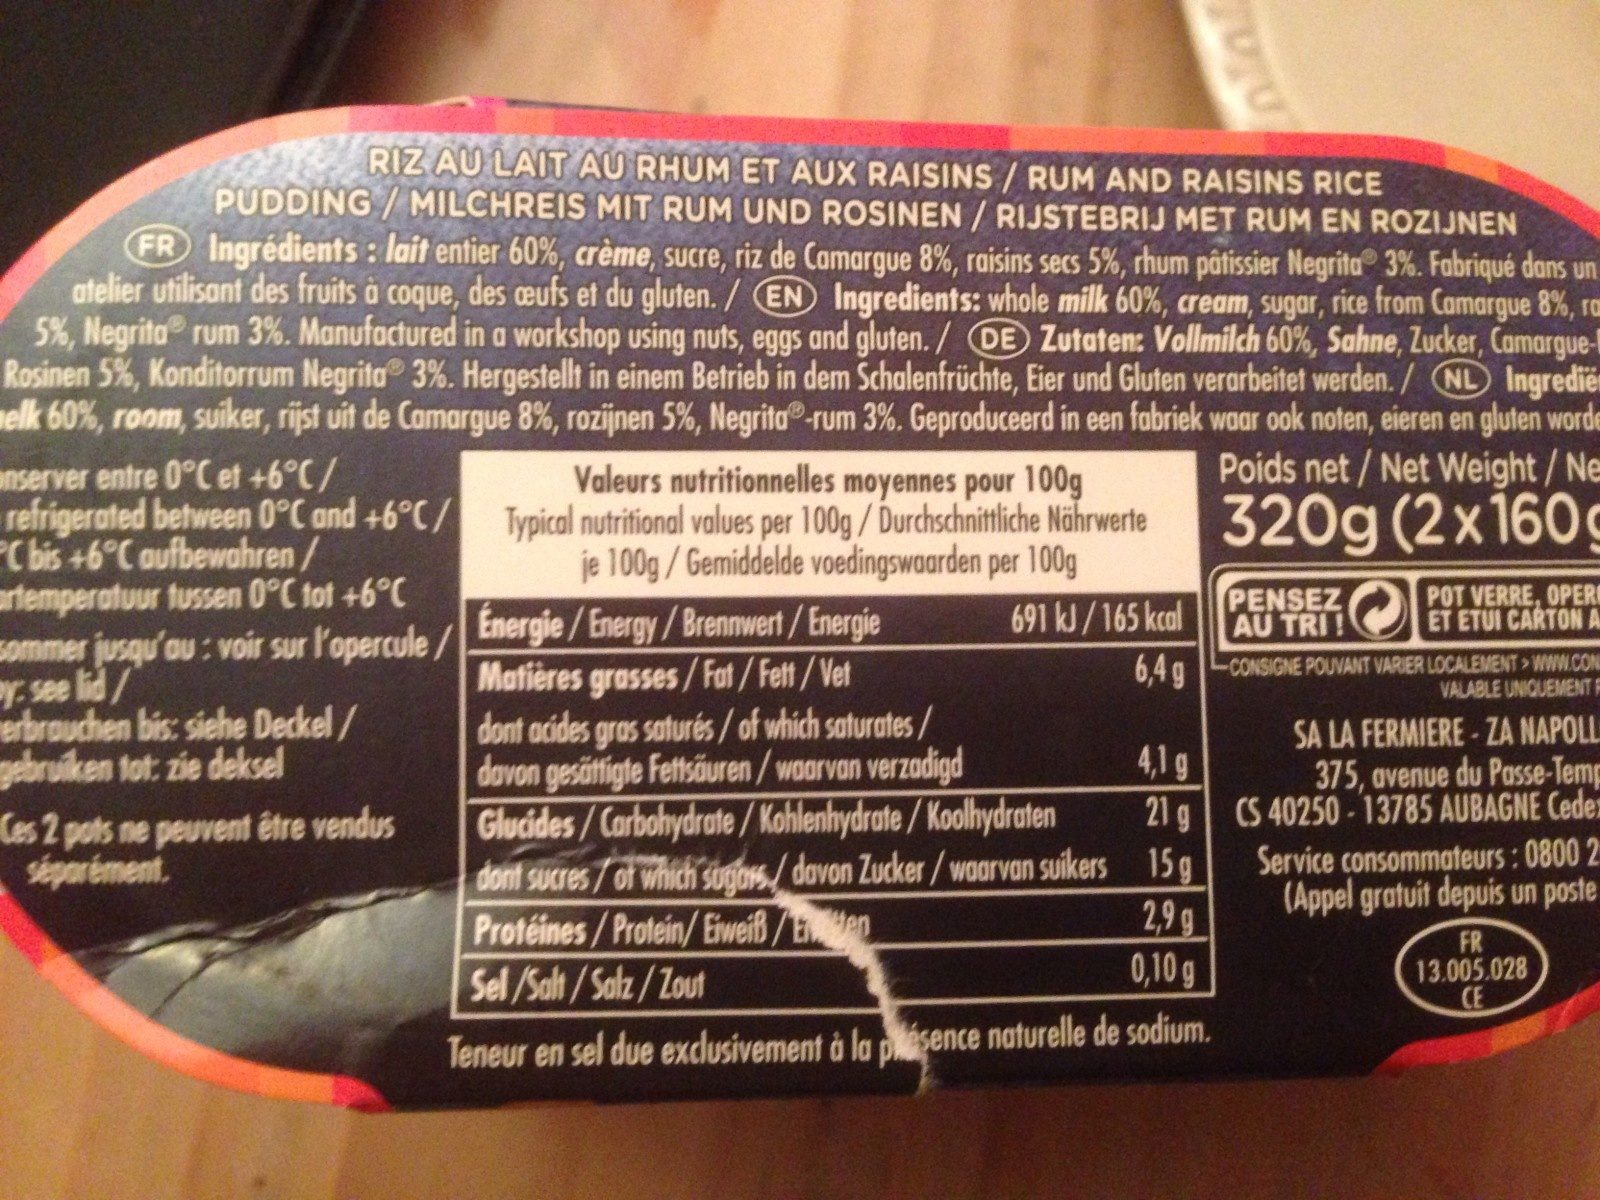 RIZ AU LAIT AU RHUM ET AUX RAISINS / RUM AND RAISINS RICE
PUDDING / MILCHREIS MIT RUM UND ROSINEN / RIJSTEBRIJ MET RUM EN ROZIJNEN
FR Ingrédients : lait entier 60%, crème, sucre, riz de Camargue 8%, raisins secs 5%, rhum pâtissier Negrita® 3%. Fabriqué dans un
atelier utilisant des fruits à coque, des œufs et du gluten. / EN Ingredients: whole milk 60%, cream, sugar, rice from Camargue 8%,
5%, Negrita® rum 3%. Manufactured in a workshop using nuts, eggs and gluten. / DE Zutaten: Vollmilch 60%, Sahne, Zucker, Camargue-
Rosinen 5%, Konditorrum Negrita® 3%. Hergestellt in einem Betrieb in dem Schalenfrüchte, Eier und Gluten verarbeitet werden. / NL Ingredië
elk 60%, room, suiker, rijst uit de Camargue 8%, rozijnen 5%, Negrita®-rum 3%. Geproduceerd in een fabriek waar ook noten, eieren en gluten worde
nserver entre 0°C et +6°C /
refrigerated between 0°C and +6°C /
°C bis +6°C aufbewahren /
rtemperatuur tussen 0°C tot +6°C
sommer jusqu'au : voir sur l'opercule /
y: see lid /
erbrauchen bis: siehe Deckel /
gebruiken tot: zie deksel
Ces 2 pots ne peuvent être vendus
séparément.
Valeurs nutritionnelles moyennes pour 100g
Typical nutritional values per 100g / Durchschnittliche Nährwerte
je 100g / Gemiddelde voedingswaarden per 100g
Énergie / Energy / Brennwert / Energie 691 kJ / 165 kcal
Matières grasses / Fat / Fett / Vet 6,4 g
dont acides gras saturés / of which saturates /
davon gesättigte Fettsäuren / waarvan verzadigd 4,1 g
Glucides / Carbohydrate / Kohlenhydrate / Koolhydraten 21 g
dont sucres / of which sugars / davon Zucker / waarvan suikers 15 g
Protéines / Protein/ Eiweiß / 2,9 g
Sel /Salt / Salz / Zout 0,10 g
Teneur en sel due exclusivement à la présence naturelle de sodium.
Poids net / Net Weight / Ne
320g (2x160g
PENSEZ
AU TRI !
POT VERRE, OPERC
ET ETUI CARTON A
CONSIGNE POUVANT VARIER LOCALEMENT > WWW.CON
VALABLE UNIQUEMENT
SA LA FERMIERE - ZA NAPOLL
375, avenue du Passe-Temp
CS 40250 - 13785 AUBAGNE Cedex
Service consommateurs : 0800 2
(Appel gratuit depuis un poste
FR
13.005.028
CE